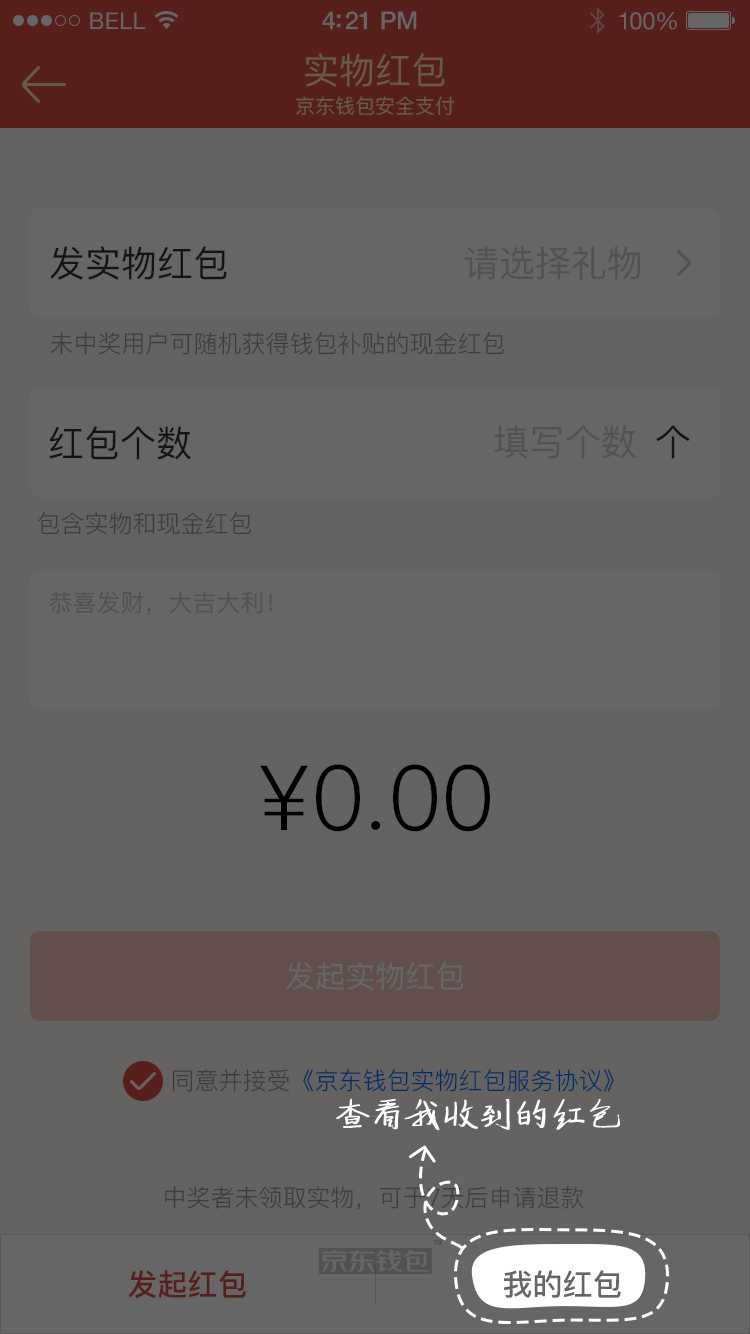 BELL 4:21 PM 100%
实物红包
京东钱包安全支付
发实物红包 请选择礼物
未中奖用户可随机获得钱包补贴的现金红包
红包个数 填写个数 个
包含实物和现金红包
恭喜发财，大吉大利！
¥0.00
发起实物红包
同意并接受《京东钱包实物红包服务协议》
查看我收到的红包
中奖者未领取实物，可于7天后申请退款
京东钱包
发起红包 我的红包